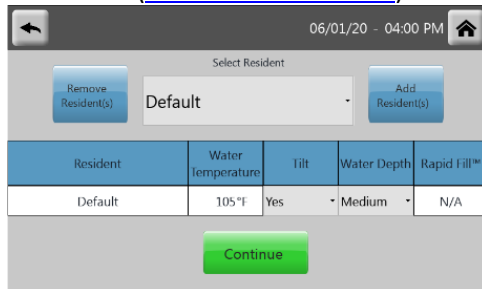 06/01/20 - 04:00 PM
Select Resident
Remove
Resident(s)
Default
Add
Resident(s)
Resident
Water
Temperature
Tilt
Water Depth
Rapid Fill™
Default
105°F
Yes
Medium
N/A
Continue